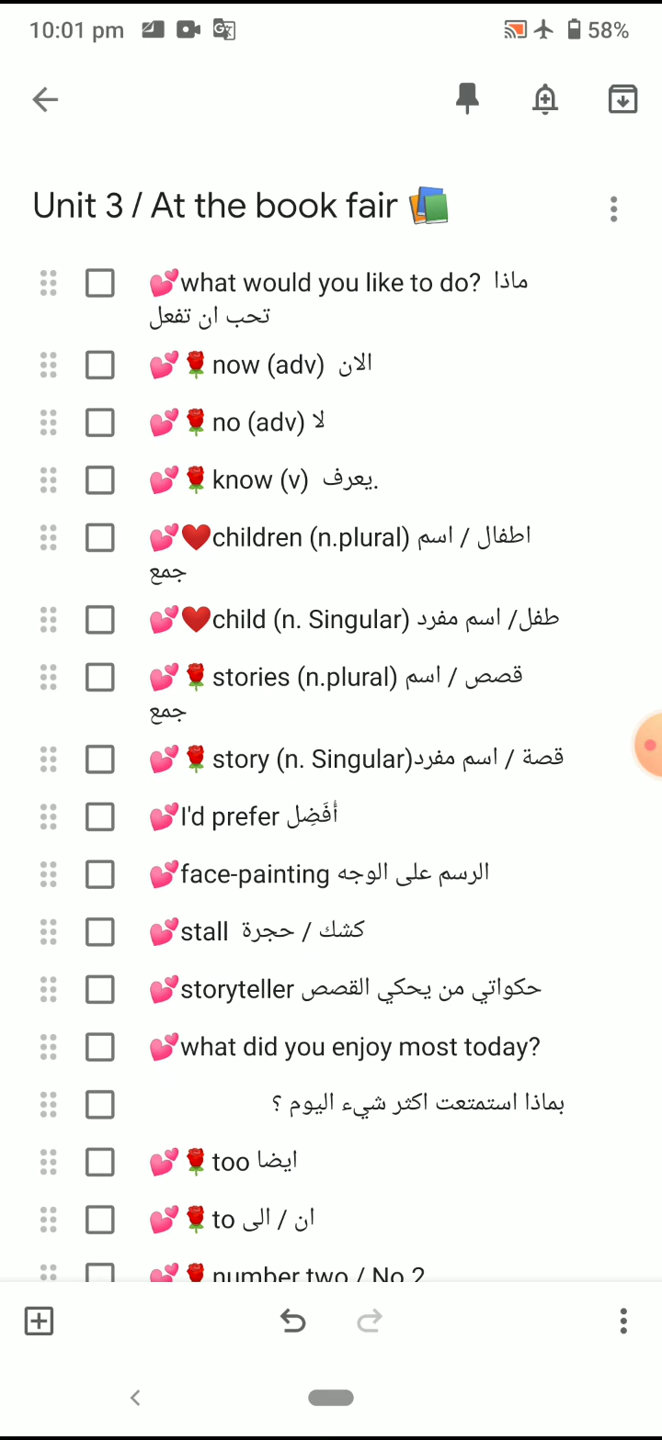 10:01 pm 58%
Unit 3 / At the book fair 📚
💕what would you like to do? ماذا
تحب ان تفعل
💕🌹now (adv) الان
💕🌹no (adv) لا
💕🌹know (v) يعرف.
💕❤️children (n.plural) اطفال / اسم
جمع
💕❤️child (n. Singular) طفل/ اسم مفرد
💕🌹stories (n.plural) قصص / اسم
جمع
💕🌹story (n. Singular)قصة / اسم مفرد
💕I'd prefer أفَضِل
💕face-painting الرسم على الوجه
💕stall كشك / حجرة
💕storyteller حكواتي من يحكي القصص
💕what did you enjoy most today?
بماذا استمتعت اكثر شيء اليوم ؟
💕🌹too ايضا
💕🌹to ان / الى
💕🌹number two / No.2